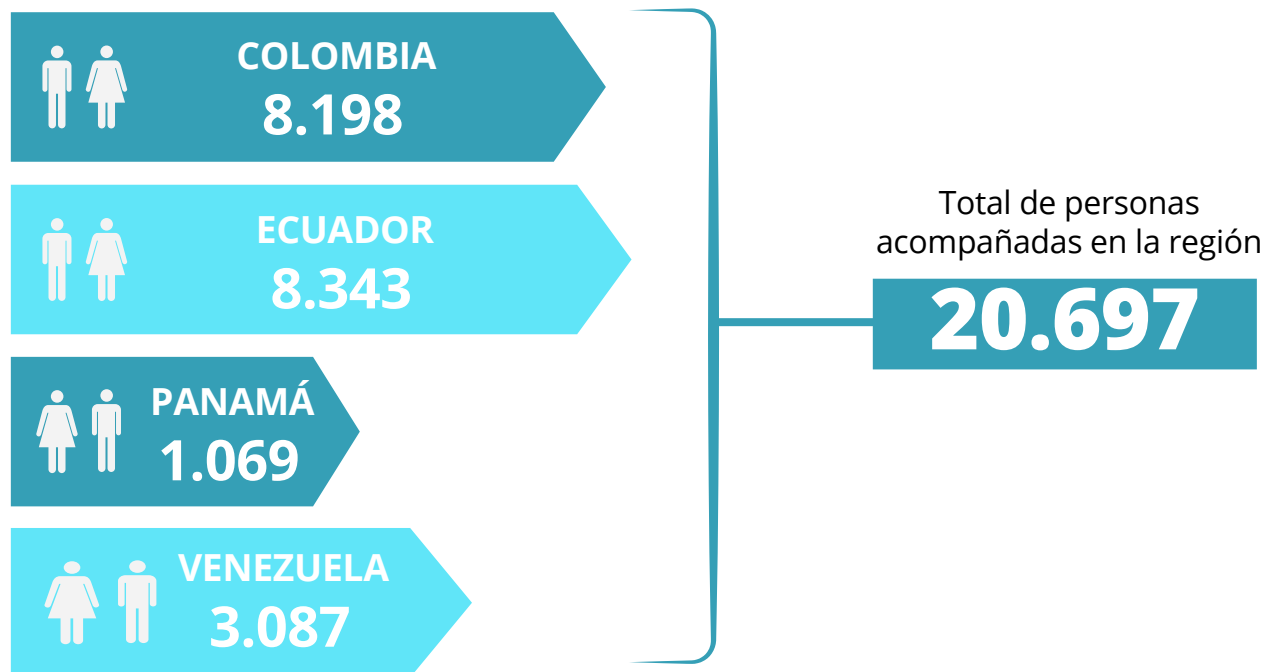 COLOMBIA
8.198
ECUADOR
8.343
PANAMÁ
1.069
VENEZUELA
3.087
Total de personas
acompañadas en la región
20.697